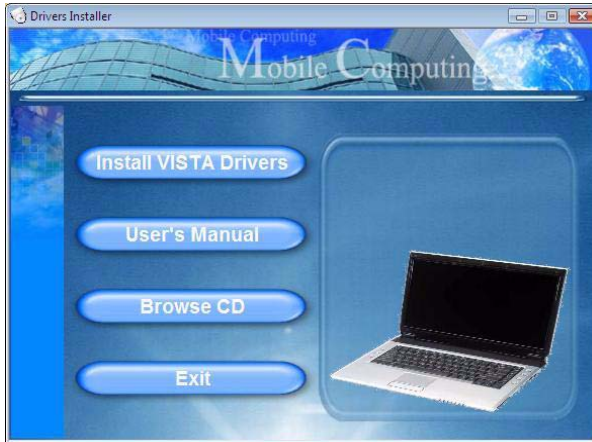 Drivers Installer
Mobile Computing
Mobile Computing
Install VISTA Drivers
User's Manual
Browse CD
Exit